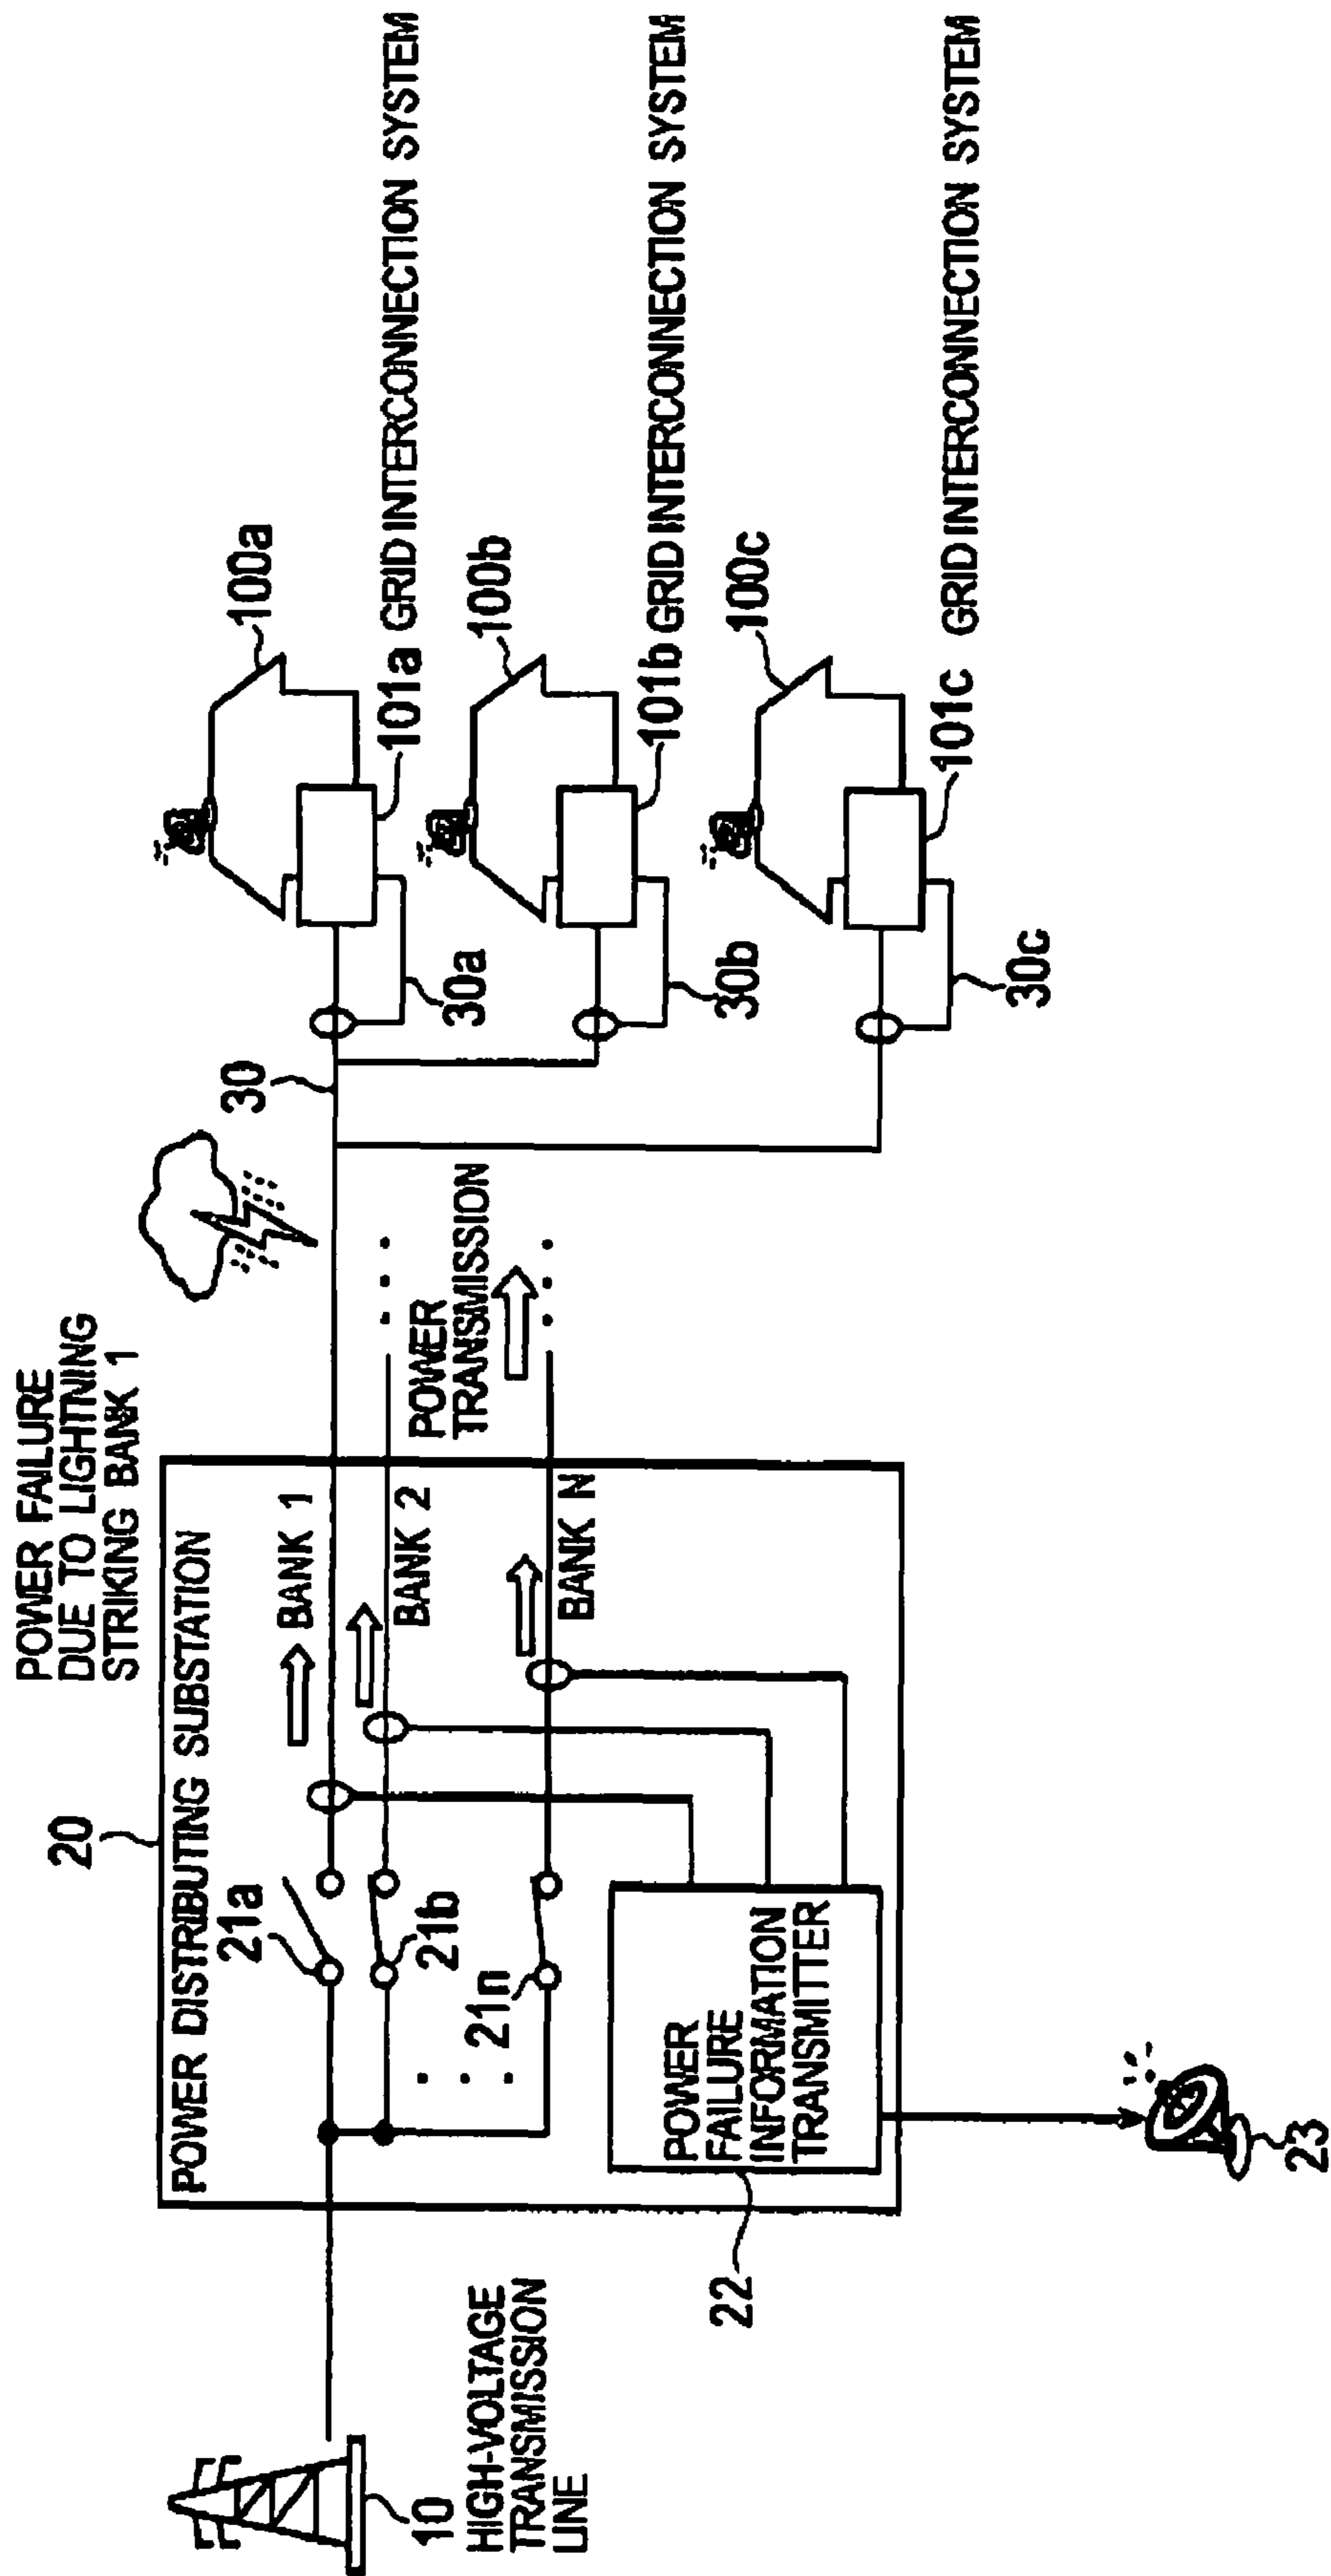 POWER FAILURE
DUE TO LIGHTNING
STRIKING BANK 1
20
POWER DISTRIBUTING SUBSTATION
21a
BANK 1
21b
BANK 2
21n
BANK N
POWER
TRANSMISSION
POWER
FAILURE
INFORMATION
TRANSMITTER
22
23
10
HIGH-VOLTAGE
TRANSMISSION
LINE
30
30a
100a
101a GRID INTERCONNECTION SYSTEM
30b
100b
101b GRID INTERCONNECTION SYSTEM
30c
100c
101c GRID INTERCONNECTION SYSTEM